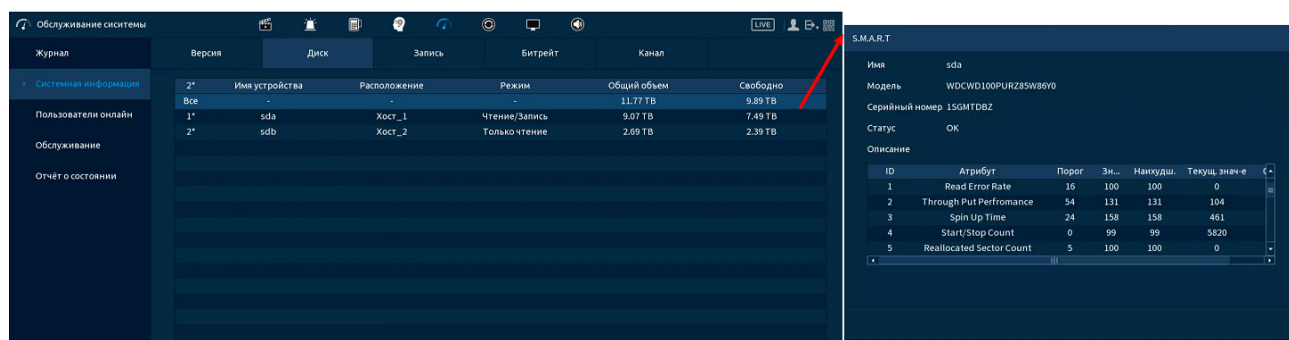 Обслуживание сиситемы LIVE
Журнал Версия Диск Запись Битрейт Канал
Системная информация
Пользователи онлайн
Обслуживание
Отчёт о состоянии
2* Имя устройства Расположение Режим Общий объем Свободно
Все - - - 11.77 TB 9.89 TB
1* sda Хост_1 Чтение/Запись 9.07 TB 7.49 TB
2* sdb Хост_2 Только чтение 2.69 TB 2.39 TB
S.M.A.R.T
Имя sda
Модель WDCWD100PURZ85W86Y0
Серийный номер 1SGMTDBZ
Статус OK
Описание
ID Атрибут Порог Зн... Наихудш. Текущ. знач-е
1 Read Error Rate 16 100 100 0
2 Through Put Perfromance 54 131 131 104
3 Spin Up Time 24 158 158 461
4 Start/Stop Count 0 99 99 5820
5 Reallocated Sector Count 5 100 100 0